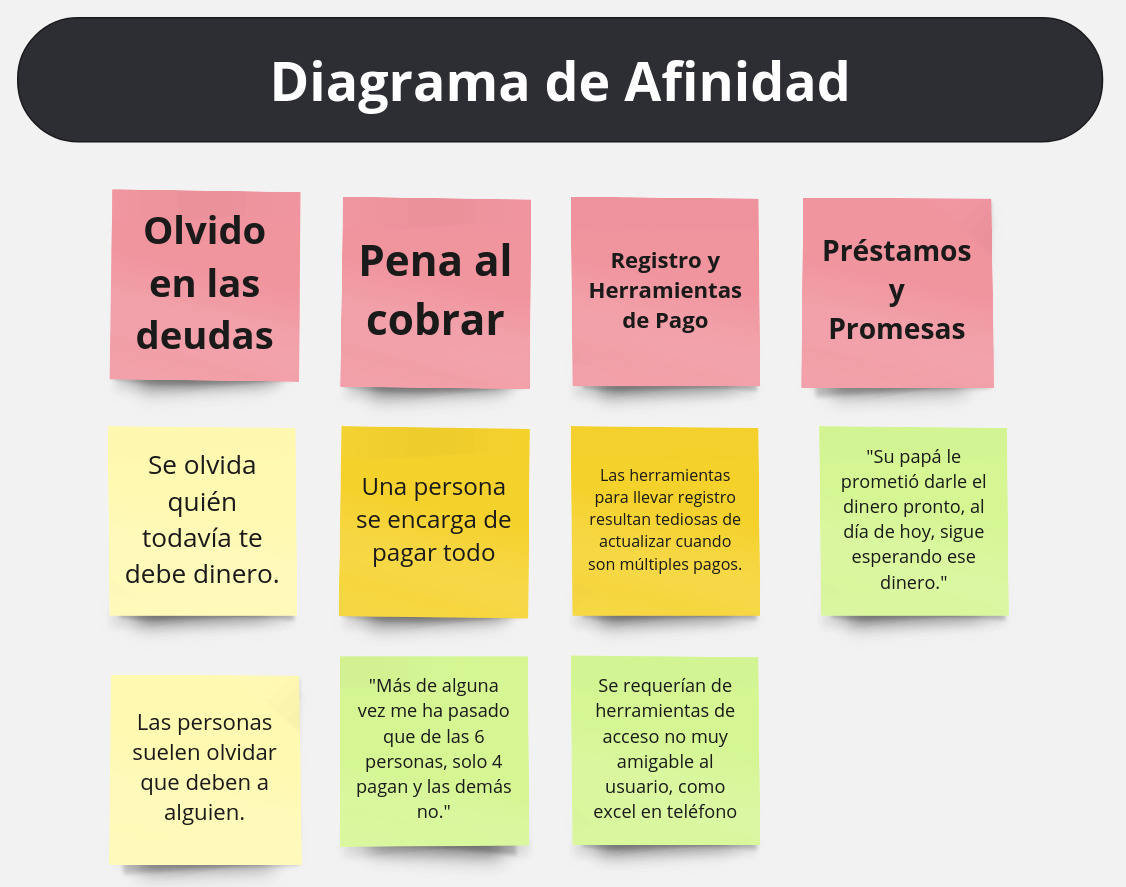 Diagrama de Afinidad
Olvido
en las
deudas
Pena al
cobrar
Registro y
Herramientas
de Pago
Préstamos
y
Promesas
Se olvida
quién
todavía te
debe dinero.
Una persona
se encarga de
pagar todo
Las herramientas
para llevar registro
resultan tediosas de
actualizar cuando
son múltiples pagos.
"Su papá le
prometió darle el
dinero pronto, al
día de hoy, sigue
esperando ese
dinero."
Las personas
suelen olvidar
que deben a
alguien.
"Más de alguna
vez me ha pasado
que de las 6
personas, solo 4
pagan y las demás
no."
Se requerían de
herramientas de
acceso no muy
amigable al
usuario, como
excel en teléfono